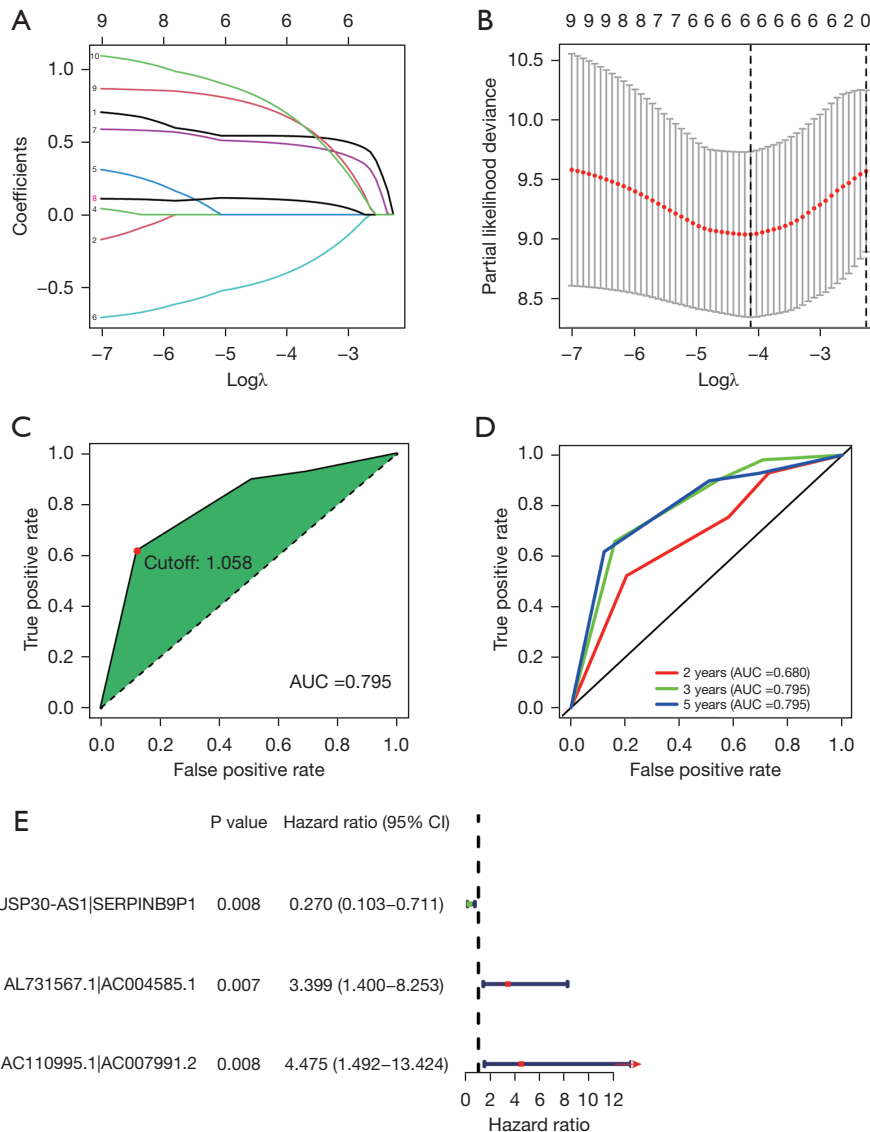 A
9 8 6 6 6
1.0
0.5
0.0
−0.5
Coefficients
10
9
1
7
5
8
4
2
6
−7 −6 −5 −4 −3
Logλ
B
9 9 9 8 8 7 7 6 6 6 6 6 6 6 6 6 2 0
10.5
10.0
9.5
9.0
8.5
Partial likelihood deviance
−7 −6 −5 −4 −3
Logλ
C
1.0
0.8
0.6
0.4
0.2
0.0
True positive rate
Cutoff: 1.058
AUC =0.795
0.0 0.2 0.4 0.6 0.8 1.0
False positive rate
D
1.0
0.8
0.6
0.4
0.2
0.0
True positive rate
2 years (AUC =0.680)
3 years (AUC =0.795)
5 years (AUC =0.795)
0.0 0.2 0.4 0.6 0.8 1.0
False positive rate
E
P value Hazard ratio (95% CI)
USP30-AS1|SERPINB9P1 0.008 0.270 (0.103−0.711)
AL731567.1|AC004585.1 0.007 3.399 (1.400−8.253)
AC110995.1|AC007991.2 0.008 4.475 (1.492−13.424)
0 2 4 6 8 10 12
Hazard ratio